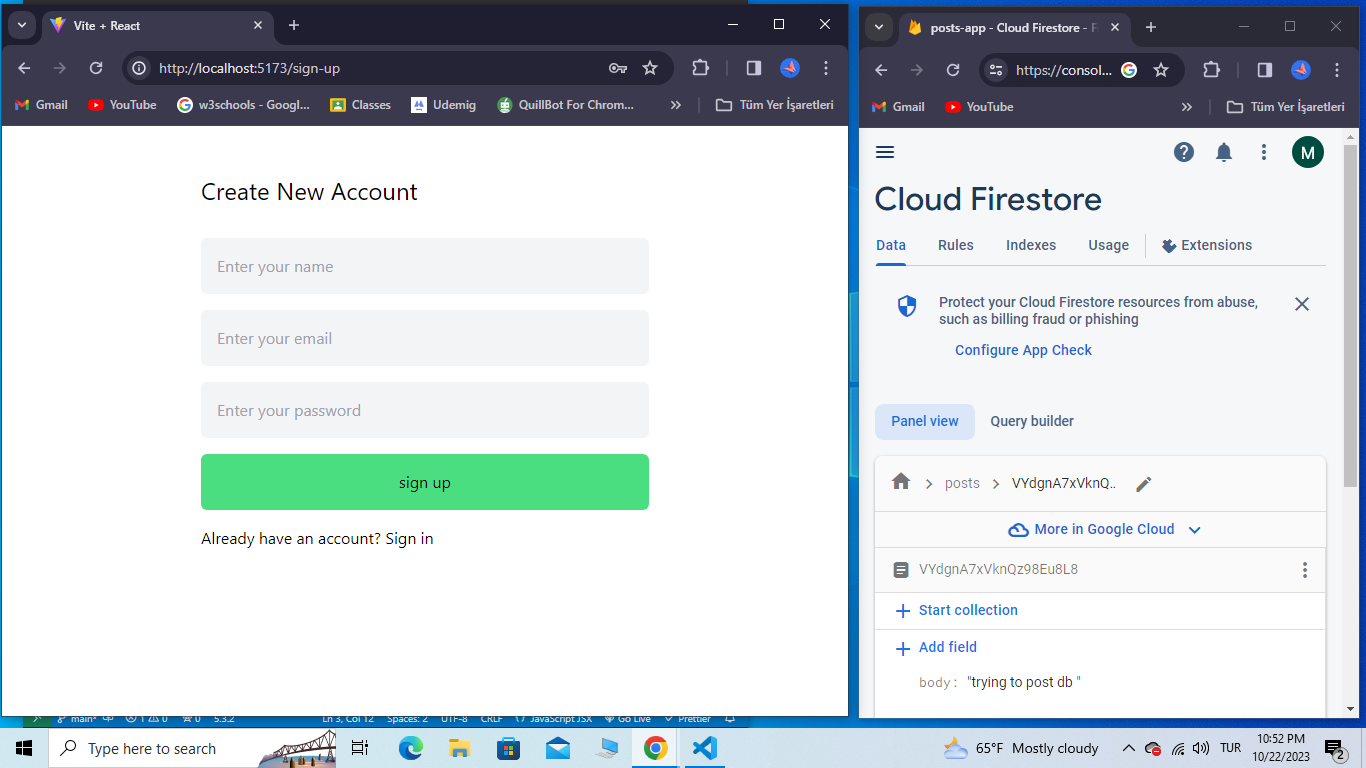 Vite + React
http://localhost:5173/sign-up
Gmail
YouTube
w3schools - Googl...
Classes
Udemig
QuillBot For Chrom...
Tüm Yer İşaretleri
Create New Account
Enter your name
Enter your email
Enter your password
sign up
Already have an account? Sign in
posts-app - Cloud Firestore - F
https://consol...
Gmail
YouTube
Tüm Yer İşaretleri
M
Cloud Firestore
Data
Rules
Indexes
Usage
Extensions
Protect your Cloud Firestore resources from abuse,
such as billing fraud or phishing
Configure App Check
Panel view
Query builder
posts
VYdgnA7xVknQ..
More in Google Cloud
VYdgnA7xVknQz98Eu8L8
Start collection
Add field
body: "trying to post db "
main*
1 0
0
5.3.2
Ln 3, Col 12
Spaces: 2
UTF-8
CRLF
JavaScript JSX
Go Live
Prettier
Type here to search
65°F Mostly cloudy
TUR
10:52 PM
10/22/2023
2